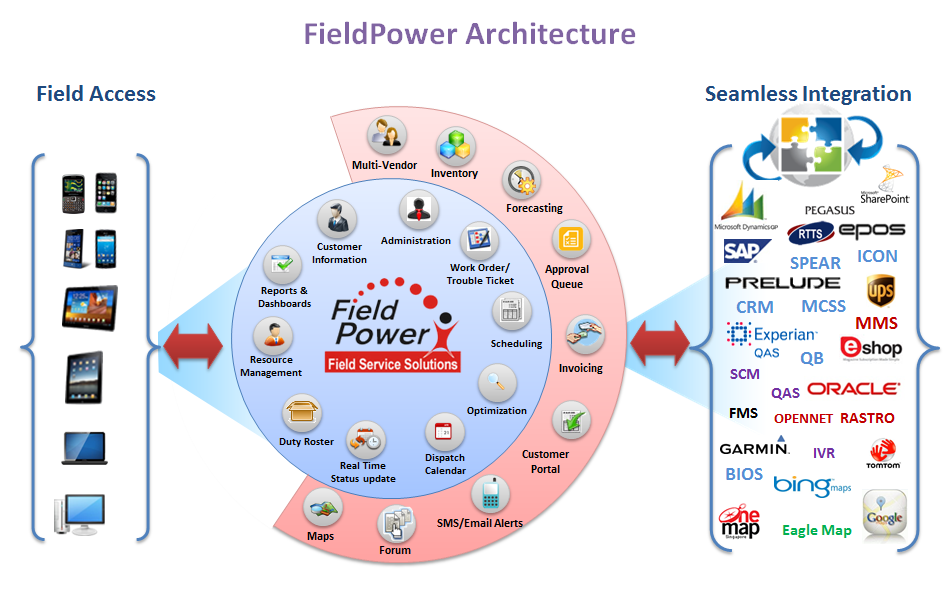 FieldPower Architecture
Field Access
Seamless Integration
Multi-Vendor
Inventory
Forecasting
Approval
Queue
Invoicing
Customer
Portal
SMS/Email Alerts
Forum
Maps
Administration
Customer
Information
Work Order/
Trouble Ticket
Reports &
Dashboards
Scheduling
Resource
Management
Optimization
Duty Roster
Real Time
Status update
Dispatch
Calendar
Field
Power
Field Service Solutions
Microsoft Dynamics GP
PEGASUS
Microsoft
SharePoint
SAP
RTTS
epos
SPEAR
ICON
PRELUDE
ups
CRM
MCSS
MMS
Experian
QAS
QB
eshop
SCM
QAS
ORACLE
FMS
OPENNET
RASTRO
GARMIN
IVR
TOMTOM
BIOS
bing maps
one
map
Singapore
Eagle Map
Google